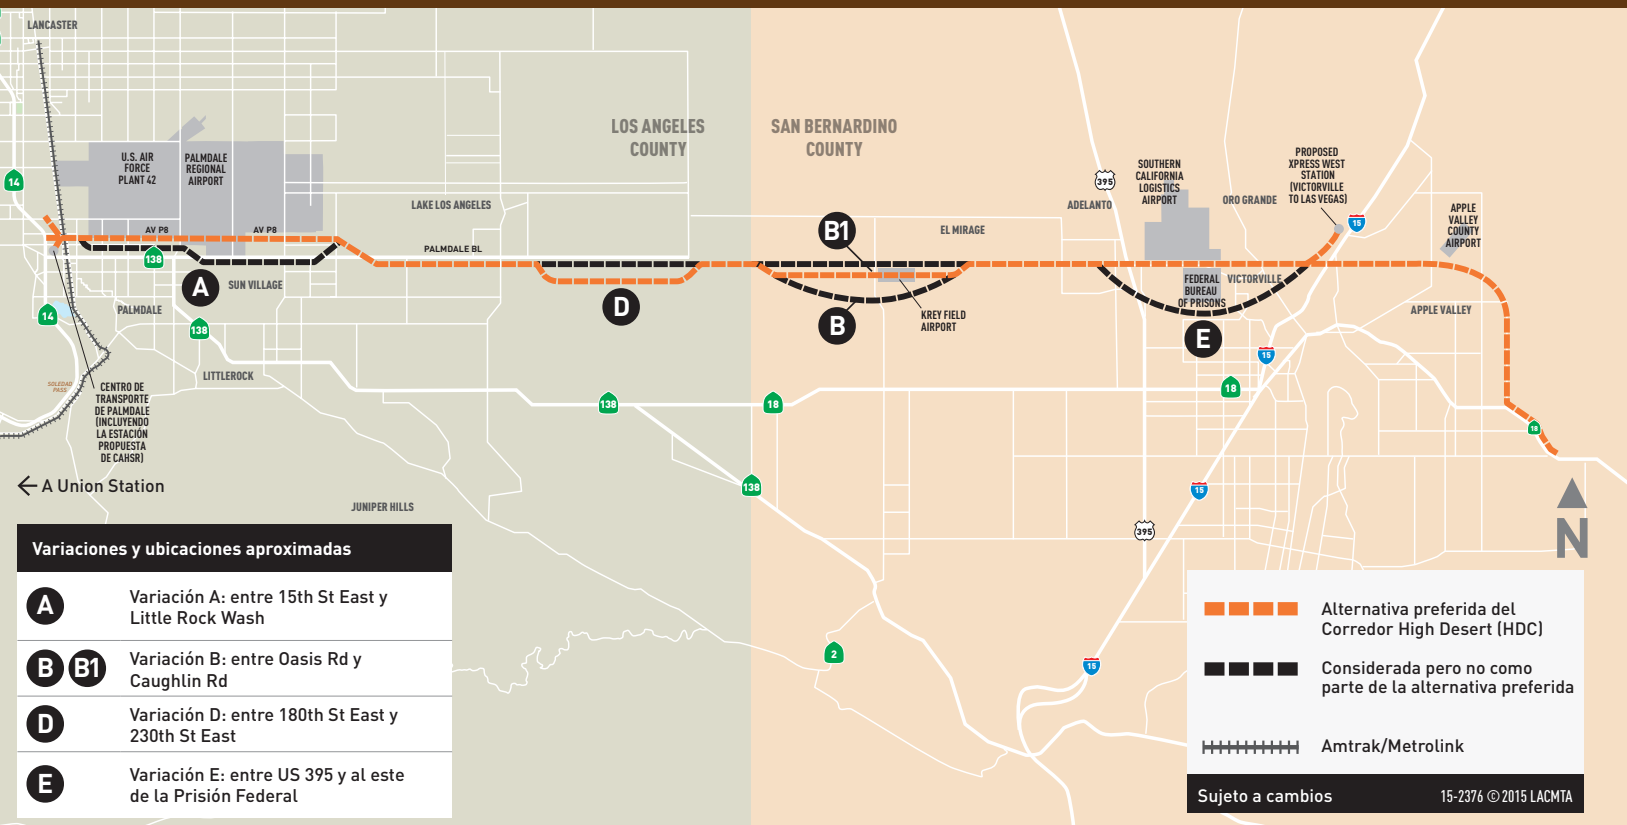 LANCASTER
LOS ANGELES
COUNTY
SAN BERNARDINO
COUNTY
U.S. AIR
FORCE
PLANT 42
PALMDALE
REGIONAL
AIRPORT
14
LAKE LOS ANGELES
AV P8
AV P8
138
PALMDALE BL
A
SUN VILLAGE
PALMDALE
14
138
LITTLEROCK
SOLEDAD
PASS
CENTRO DE
TRANSPORTE
DE PALMDALE
(INCLUYENDO
LA ESTACIÓN
PROPUESTA
DE CAHSR)
A Union Station
JUNIPER HILLS
D
B1
B
EL MIRAGE
KREY FIELD
AIRPORT
395
ADELANTO
SOUTHERN
CALIFORNIA
LOGISTICS
AIRPORT
ORO GRANDE
PROPOSED
XPRESS WEST
STATION
(VICTORVILLE
TO LAS VEGAS)
15
APPLE
VALLEY
COUNTY
AIRPORT
FEDERAL
BUREAU
OF PRISONS
VICTORVILLE
E
APPLE VALLEY
15
18
138
18
18
138
15
395
2
15
N
Variaciones y ubicaciones aproximadas
A
Variación A: entre 15th St East y
Little Rock Wash
B B1
Variación B: entre Oasis Rd y
Caughlin Rd
D
Variación D: entre 180th St East y
230th St East
E
Variación E: entre US 395 y al este
de la Prisión Federal
Alternativa preferida del
Corredor High Desert (HDC)
Considerada pero no como
parte de la alternativa preferida
Amtrak/Metrolink
Sujeto a cambios
15-2376 © 2015 LACMTA